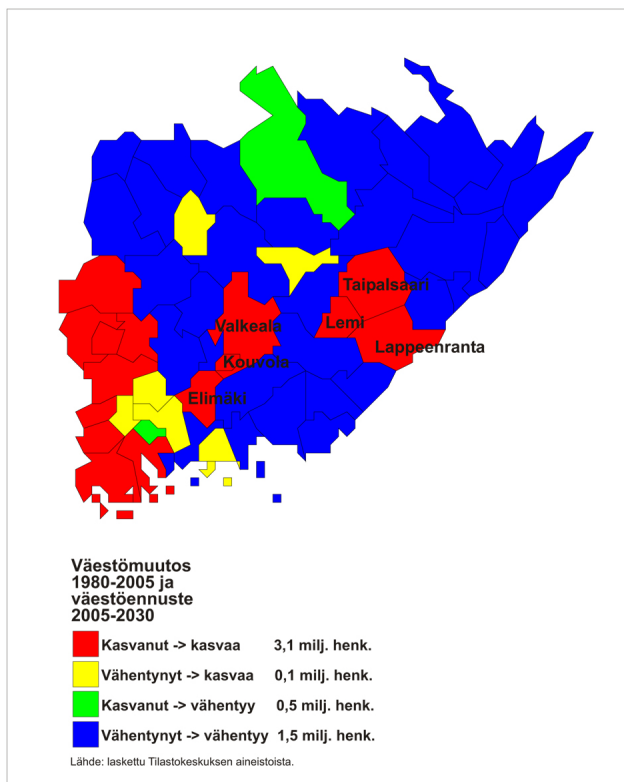 Taipalsaari
Valkeala
Lemi
Lappeenranta
Kouvola
Elimäki
Väestömuutos
1980-2005 ja
väestöennuste
2005-2030
Kasvanut -> kasvaa 3,1 milj. henk.
Vähentynyt -> kasvaa 0,1 milj. henk.
Kasvanut -> vähentyy 0,5 milj. henk.
Vähentynyt -> vähentyy 1,5 milj. henk.
Lähde: laskettu Tilastokeskuksen aineistoista.